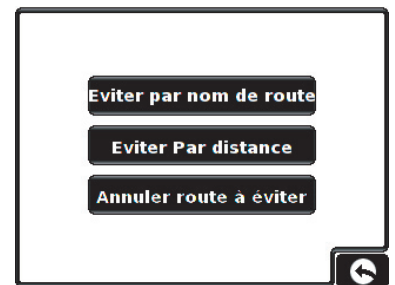 Eviter par nom de route
Eviter Par distance
Annuler route à éviter